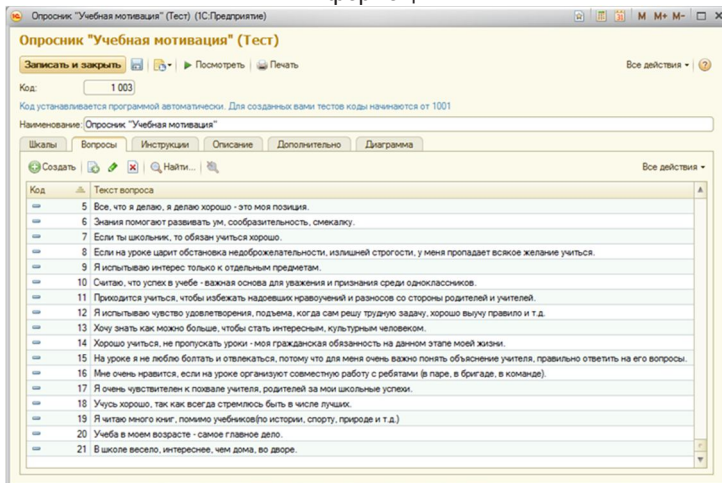 Опросник "Учебная мотивация" (Тест) (1С:Предприятие)
M M+ M-
Опросник "Учебная мотивация" (Тест)
Записать и закрыть Посмотреть Печать Все действия
Код: 1 003
Код устанавливается программой автоматически. Для созданных вами тестов коды начинаются от 1001
Наименование: Опросник "Учебная мотивация"
Шкалы Вопросы Инструкции Описание Дополнительно Диаграмма
Создать Найти... Все действия
Код Текст вопроса
5 Все, что я делаю, я делаю хорошо - это моя позиция.
6 Знания помогают развивать ум, сообразительность, смекалку.
7 Если ты школьник, то обязан учиться хорошо.
8 Если на уроке царит обстановка недоброжелательности, излишней строгости, у меня пропадает всякое желание учиться.
9 Я испытываю интерес только к отдельным предметам.
10 Считаю, что успех в учебе - важная основа для уважения и признания среди одноклассников.
11 Приходится учиться, чтобы избежать надоевших нравоучений и разносов со стороны родителей и учителей.
12 Я испытываю чувство удовлетворения, подъема, когда сам решу трудную задачу, хорошо выучу правило и т.д.
13 Хочу знать как можно больше, чтобы стать интересным, культурным человеком.
14 Хорошо учиться, не пропускать уроки - моя гражданская обязанность на данном этапе моей жизни.
15 На уроке я не люблю болтать и отвлекаться, потому что для меня очень важно понять объяснение учителя, правильно ответить на его вопросы.
16 Мне очень нравится, если на уроке организуют совместную работу с ребятами (в паре, в бригаде, в команде).
17 Я очень чувствителен к похвале учителя, родителей за мои школьные успехи.
18 Учусь хорошо, так как всегда стремлюсь быть в числе лучших.
19 Я читаю много книг, помимо учебников(по истории, спорту, природе и т.д.)
20 Учеба в моем возрасте - самое главное дело.
21 В школе весело, интереснее, чем дома, во дворе.